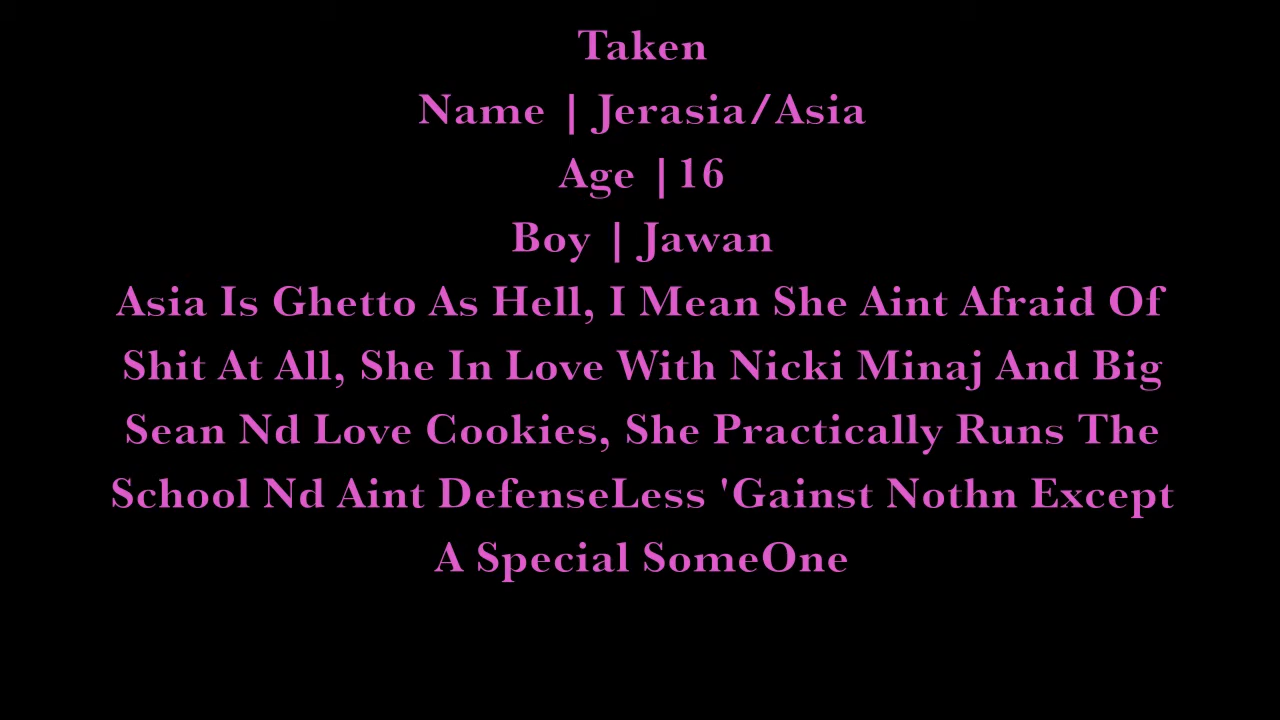 Taken
Name | Jerasia/Asia
Age |16
Boy | Jawan
Asia Is Ghetto As Hell, I Mean She Aint Afraid Of
Shit At All, She In Love With Nicki Minaj And Big
Sean Nd Love Cookies, She Practically Runs The
School Nd Aint DefenseLess 'Gainst Nothn Except
A Special SomeOne